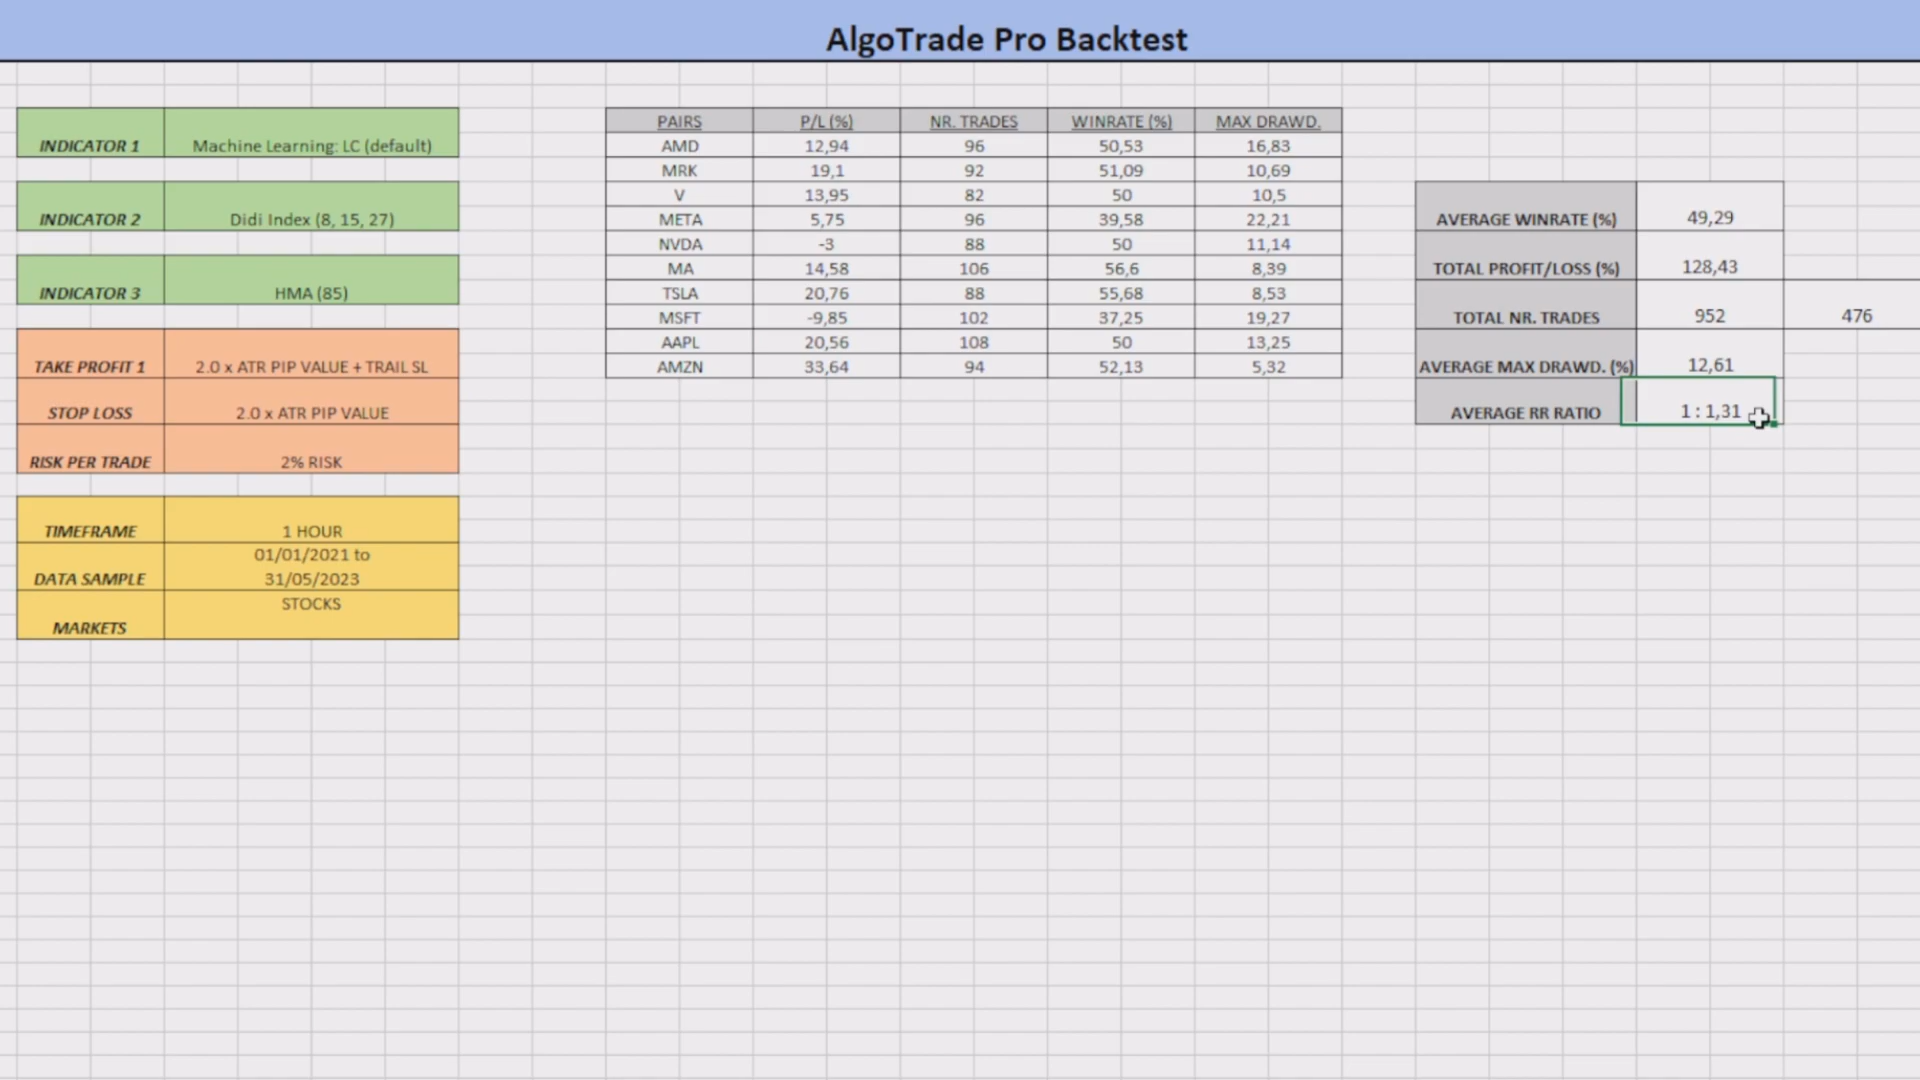 AlgoTrade Pro Backtest
INDICATOR 1 Machine Learning: LC (default)
INDICATOR 2 Didi Index (8, 15, 27)
INDICATOR 3 HMA (85)
TAKE PROFIT 1 2.0 x ATR PIP VALUE + TRAIL SL
STOP LOSS 2.0 x ATR PIP VALUE
RISK PER TRADE 2% RISK
TIMEFRAME 1 HOUR
01/01/2021 to
DATA SAMPLE 31/05/2023
STOCKS
MARKETS
PAIRS P/L (%) NR. TRADES WINRATE (%) MAX DRAWD.
AMD 12,94 96 50,53 16,83
MRK 19,1 92 51,09 10,69
V 13,95 82 50 10,5
META 5,75 96 39,58 22,21
NVDA -3 88 50 11,14
MA 14,58 106 56,6 8,39
TSLA 20,76 88 55,68 8,53
MSFT -9,85 102 37,25 19,27
AAPL 20,56 108 50 13,25
AMZN 33,64 94 52,13 5,32
AVERAGE WINRATE (%) 49,29
TOTAL PROFIT/LOSS (%) 128,43
TOTAL NR. TRADES 952 476
AVERAGE MAX DRAWD. (%) 12,61
AVERAGE RR RATIO 1 : 1,31